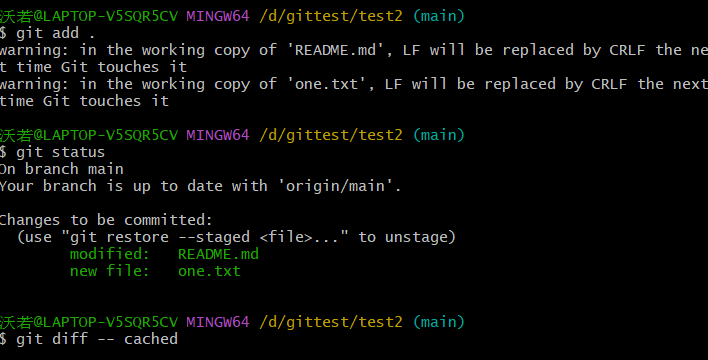 沃若@LAPTOP-V5SQR5CV MINGW64 /d/gittest/test2 (main)
$ git add .
warning: in the working copy of 'README.md', LF will be replaced by CRLF the ne
t time Git touches it
warning: in the working copy of 'one.txt', LF will be replaced by CRLF the next
time Git touches it
沃若@LAPTOP-V5SQR5CV MINGW64 /d/gittest/test2 (main)
$ git status
On branch main
Your branch is up to date with 'origin/main'.
Changes to be committed:
(use "git restore --staged <file>..." to unstage)
modified: README.md
new file: one.txt
沃若@LAPTOP-V5SQR5CV MINGW64 /d/gittest/test2 (main)
$ git diff -- cached